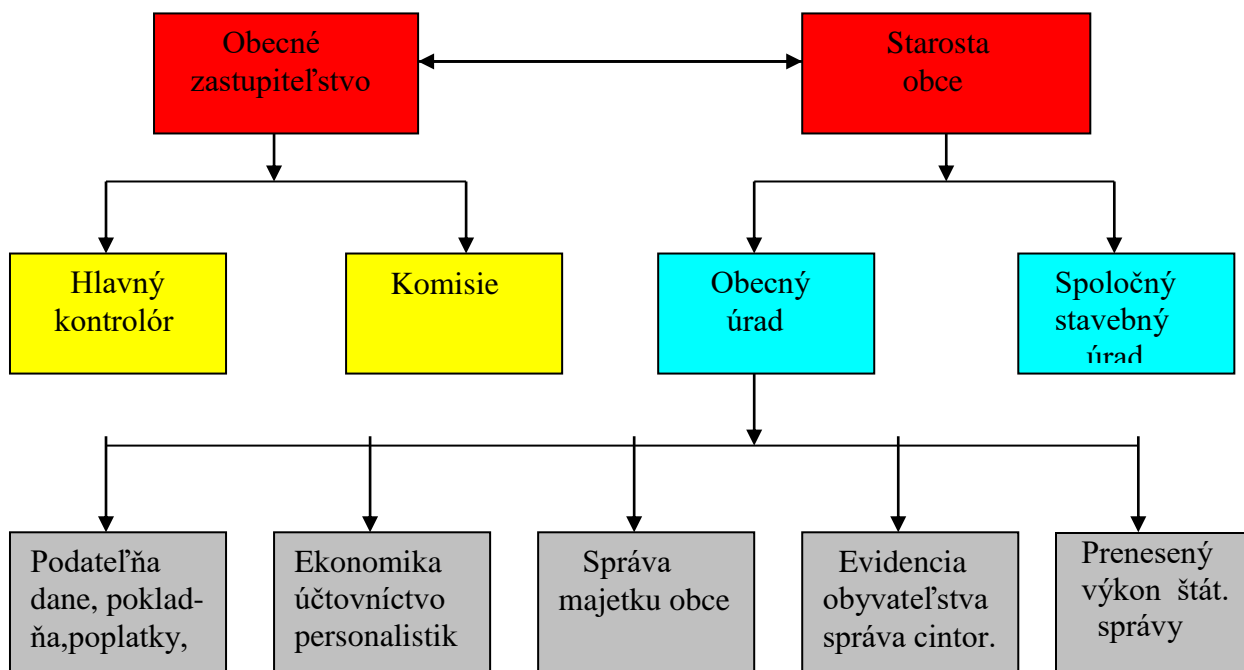 Obecné
zastupiteľstvo
Starosta
obce
Hlavný
kontrolór
Komisie
Obecný
úrad
Spoločný
stavebný
úrad
Podateľňa
dane, poklad-
ňa,poplatky,
Ekonomika
účtovníctvo
personalistik
Správa
majetku obce
Evidencia
obyvateľstva
správa cintor.
Prenesený
výkon štát.
správy